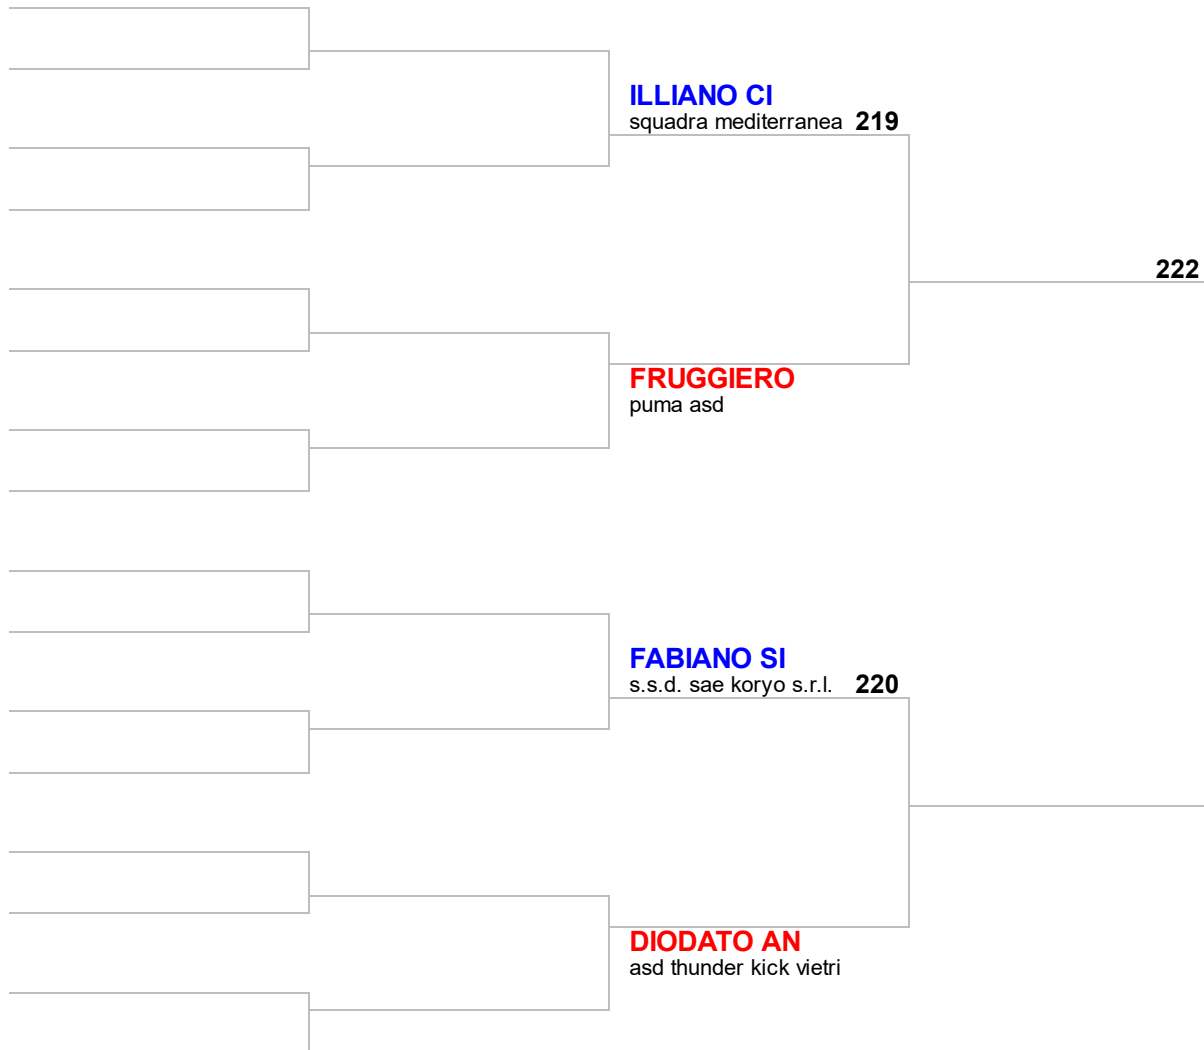 ILLIANO CI
squadra mediterranea 219
222
FRUGGIERO
puma asd
FABIANO SI
s.s.d. sae koryo s.r.l. 220
DIODATO AN
asd thunder kick vietri